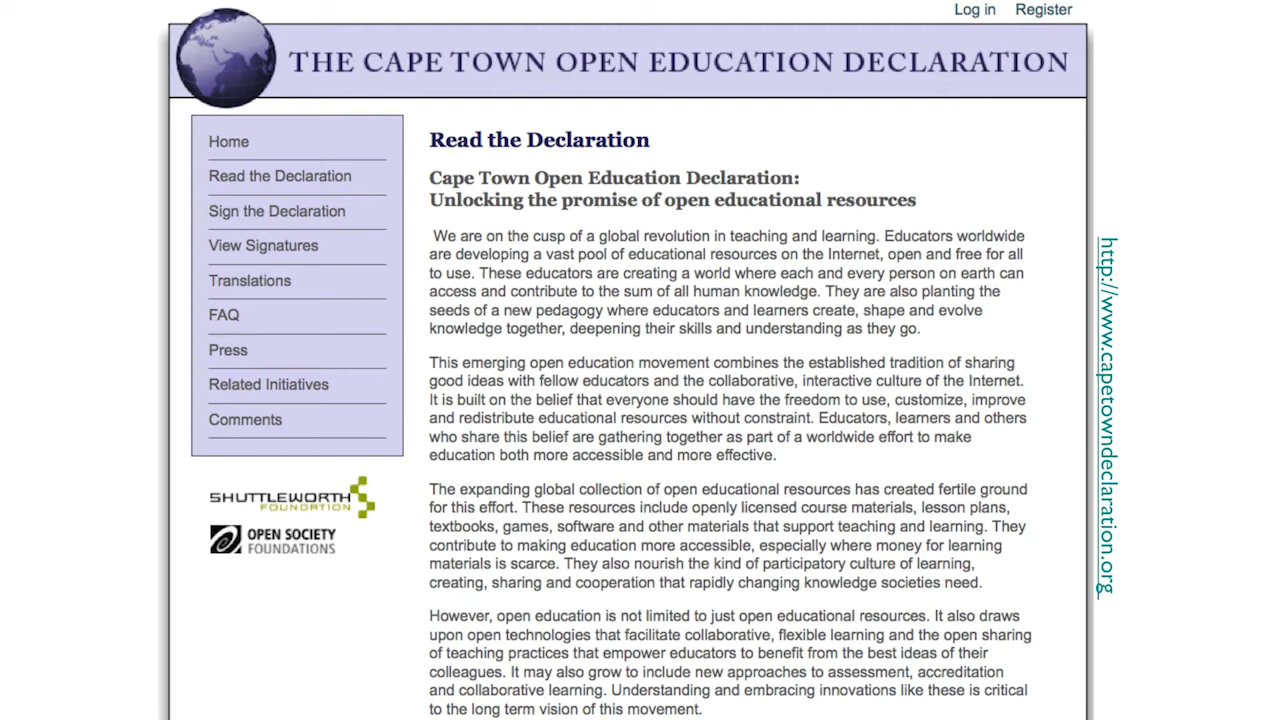 Log in Register
THE CAPE TOWN OPEN EDUCATION DECLARATION
Home
Read the Declaration
Sign the Declaration
View Signatures
Translations
FAQ
Press
Related Initiatives
Comments
SHUTTLEWORTH
FOUNDATION
OPEN SOCIETY
FOUNDATIONS
Read the Declaration
Cape Town Open Education Declaration:
Unlocking the promise of open educational resources
We are on the cusp of a global revolution in teaching and learning. Educators worldwide
are developing a vast pool of educational resources on the Internet, open and free for all
to use. These educators are creating a world where each and every person on earth can
access and contribute to the sum of all human knowledge. They are also planting the
seeds of a new pedagogy where educators and learners create, shape and evolve
knowledge together, deepening their skills and understanding as they go.
This emerging open education movement combines the established tradition of sharing
good ideas with fellow educators and the collaborative, interactive culture of the Internet.
It is built on the belief that everyone should have the freedom to use, customize, improve
and redistribute educational resources without constraint. Educators, learners and others
who share this belief are gathering together as part of a worldwide effort to make
education both more accessible and more effective.
The expanding global collection of open educational resources has created fertile ground
for this effort. These resources include openly licensed course materials, lesson plans,
textbooks, games, software and other materials that support teaching and learning. They
contribute to making education more accessible, especially where money for learning
materials is scarce. They also nourish the kind of participatory culture of learning,
creating, sharing and cooperation that rapidly changing knowledge societies need.
However, open education is not limited to just open educational resources. It also draws
upon open technologies that facilitate collaborative, flexible learning and the open sharing
of teaching practices that empower educators to benefit from the best ideas of their
colleagues. It may also grow to include new approaches to assessment, accreditation
and collaborative learning. Understanding and embracing innovations like these is critical
to the long term vision of this movement.
http://www.capetowndeclaration.org